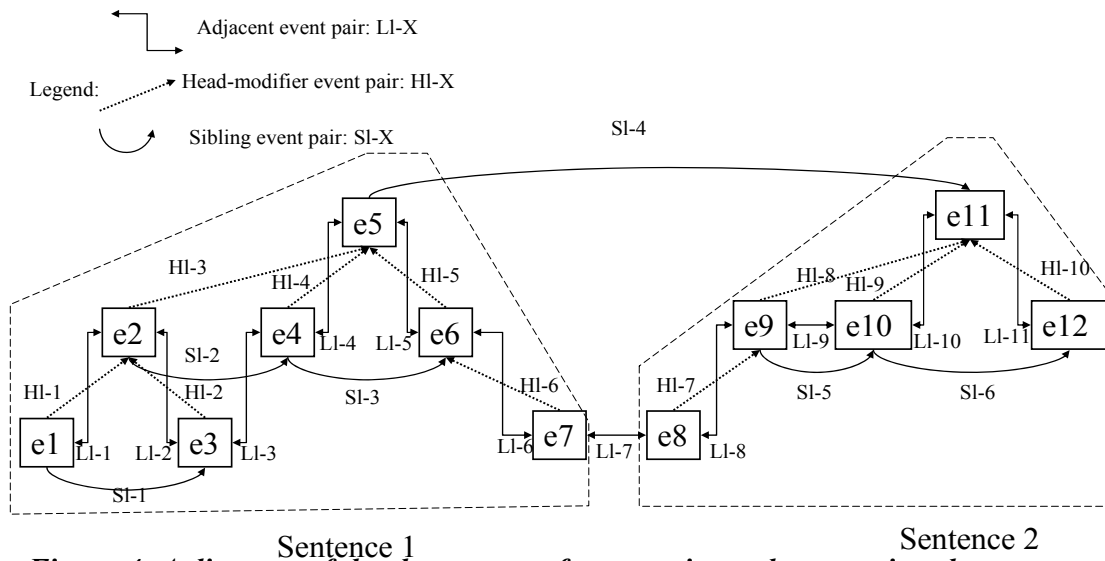 Adjacent event pair: Ll-X
Legend:
Head-modifier event pair: Hl-X
Sibling event pair: Sl-X
Sl-4
e5
e11
Hl-3
Hl-4
Hl-5
Hl-8
Hl-9
Hl-10
e2
e4
e6
e9
e10
e12
Ll-4
Ll-5
Ll-9
Ll-10
Ll-11
Sl-2
Sl-3
Sl-5
Sl-6
Hl-1
Hl-2
Hl-6
Hl-7
e1
e3
e7
e8
Ll-1
Ll-2
Ll-3
Ll-6
Ll-7
Ll-8
Sl-1
Sentence 1
Sentence 2